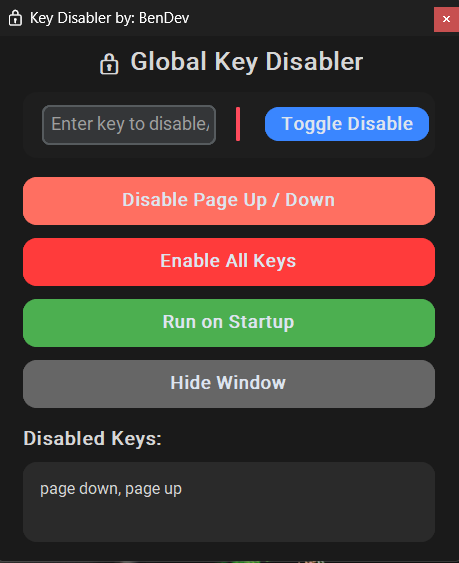 Key Disabler by: BenDev
Global Key Disabler
Enter key to disable/
Toggle Disable
Disable Page Up / Down
Enable All Keys
Run on Startup
Hide Window
Disabled Keys:
page down, page up